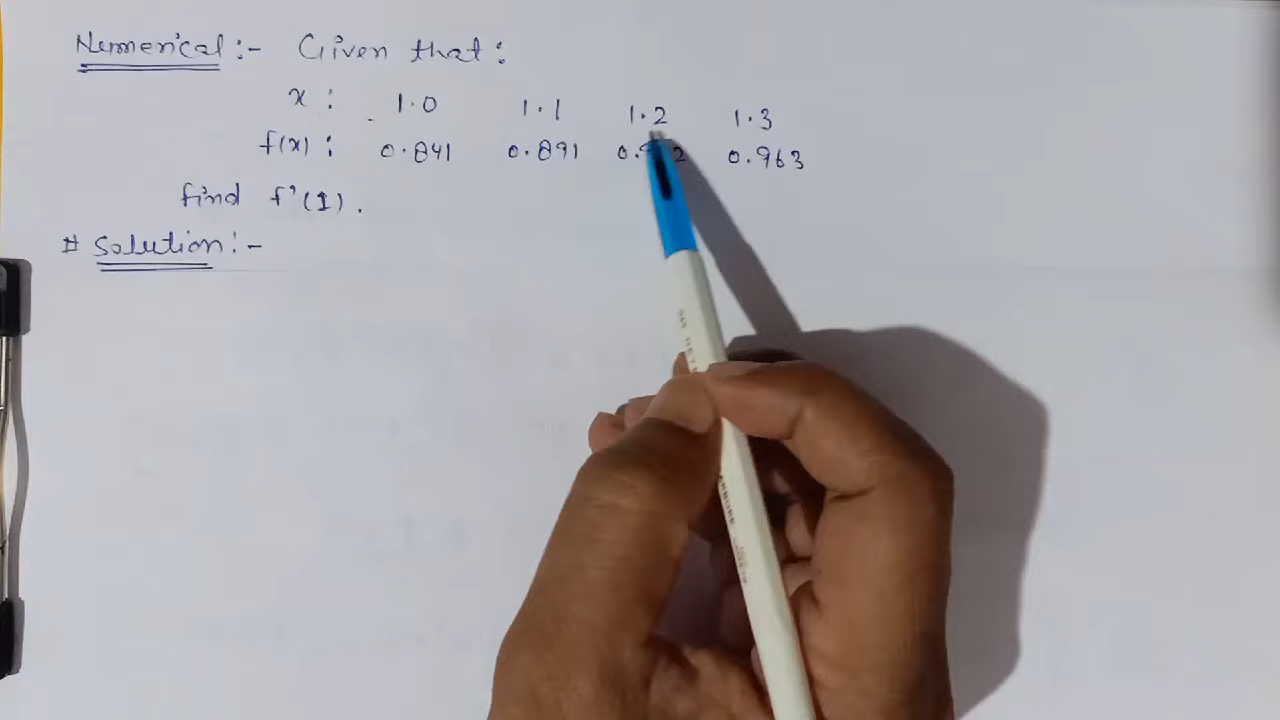 Numerical:- Given that:
x : 1.0 1.1 1.2 1.3
f(x) : 0.841 0.891 0.963
find f'(1).
# Solution:-